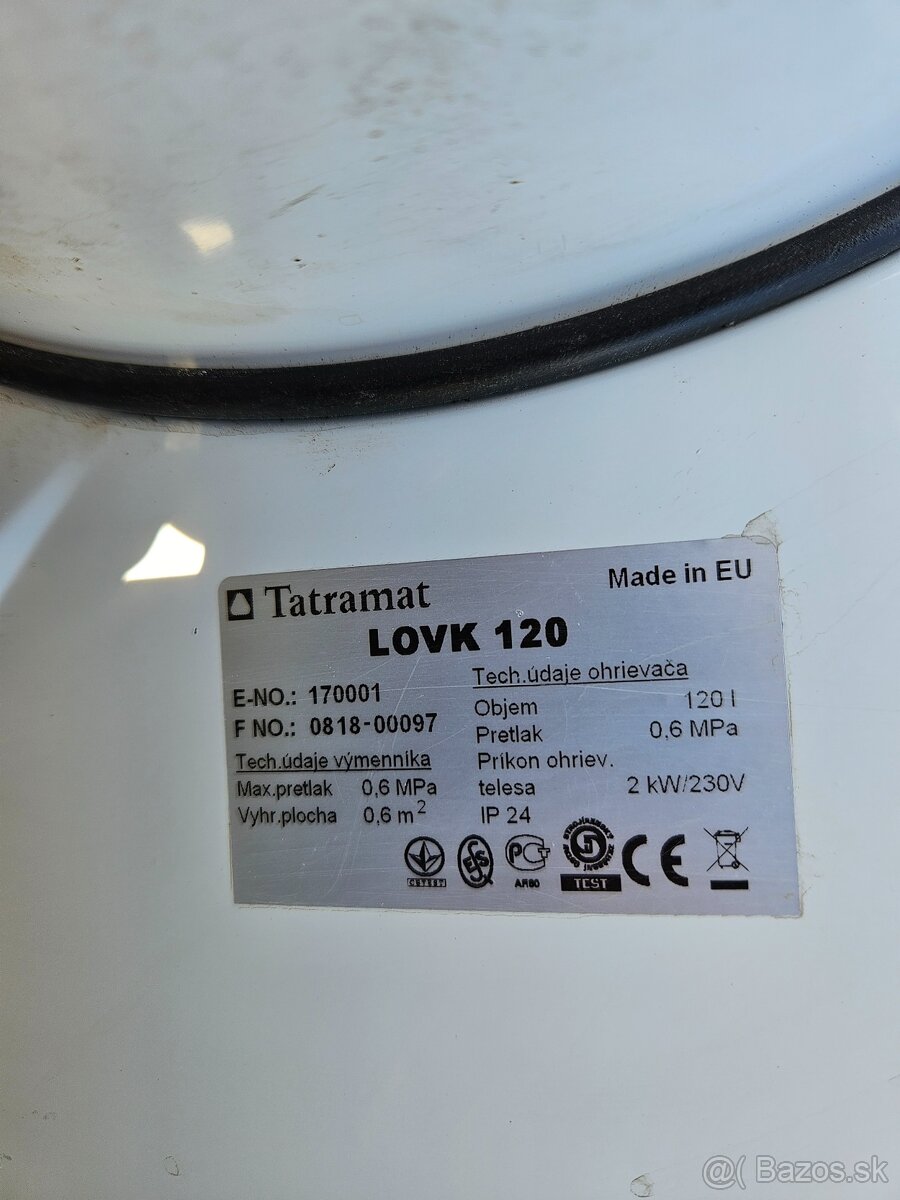 Tatramat
Made in EU
LOVK 120
E-NO.: 170001
F NO.: 0818-00097
Tech.údaje výmenníka
Max.pretlak 0,6 MPa
Vyhr.plocha 0,6 m²
Tech.údaje ohrievača
Objem 120 l
Pretlak 0,6 MPa
Príkon ohriev.
telesa 2 kW/230V
IP 24
TEST
CE
@( Bazos.sk